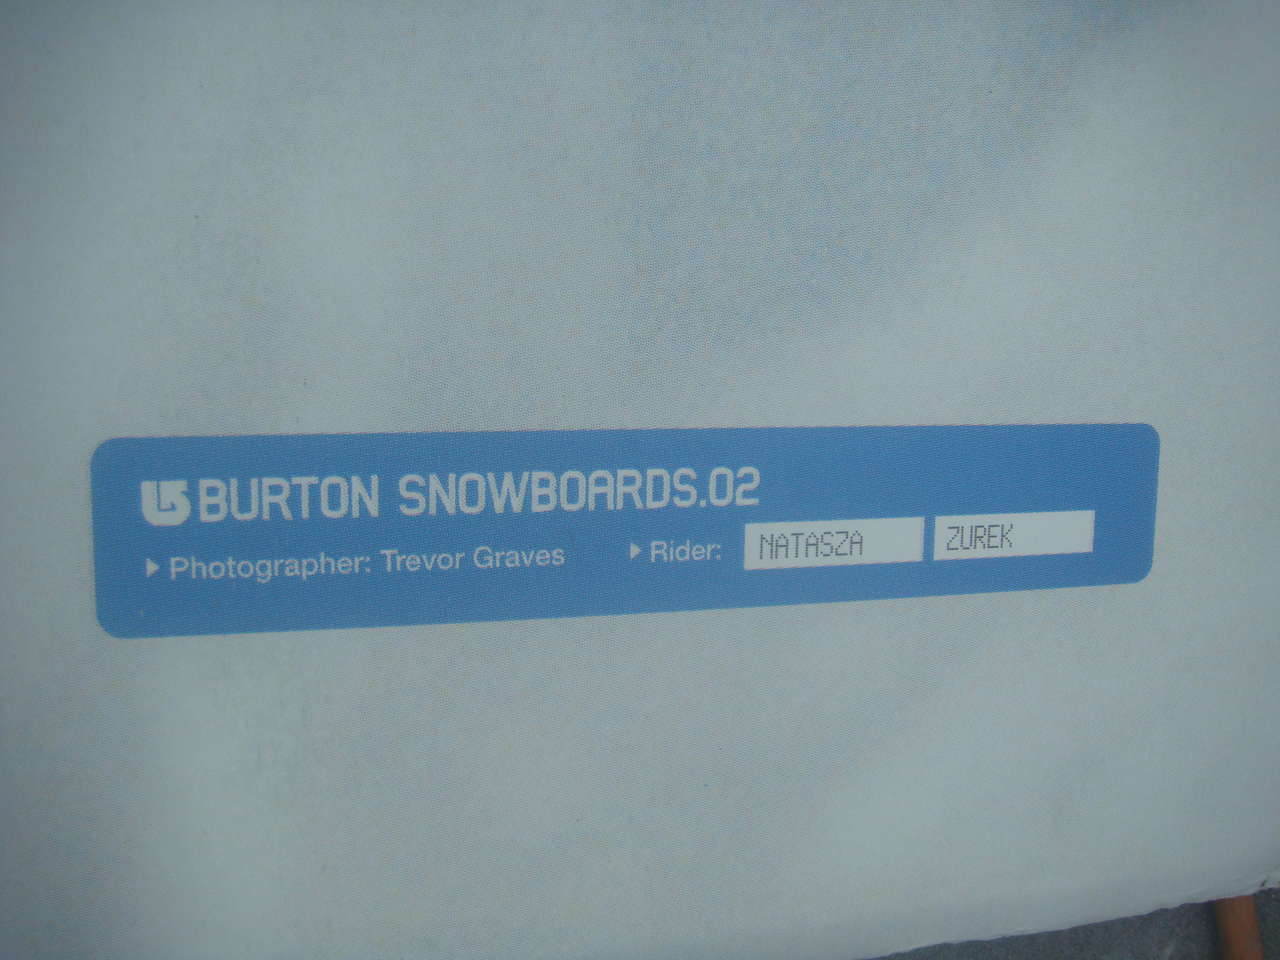 BURTON SNOWBOARDS.02
Photographer: Trevor Graves Rider: NATASZA ZUREK